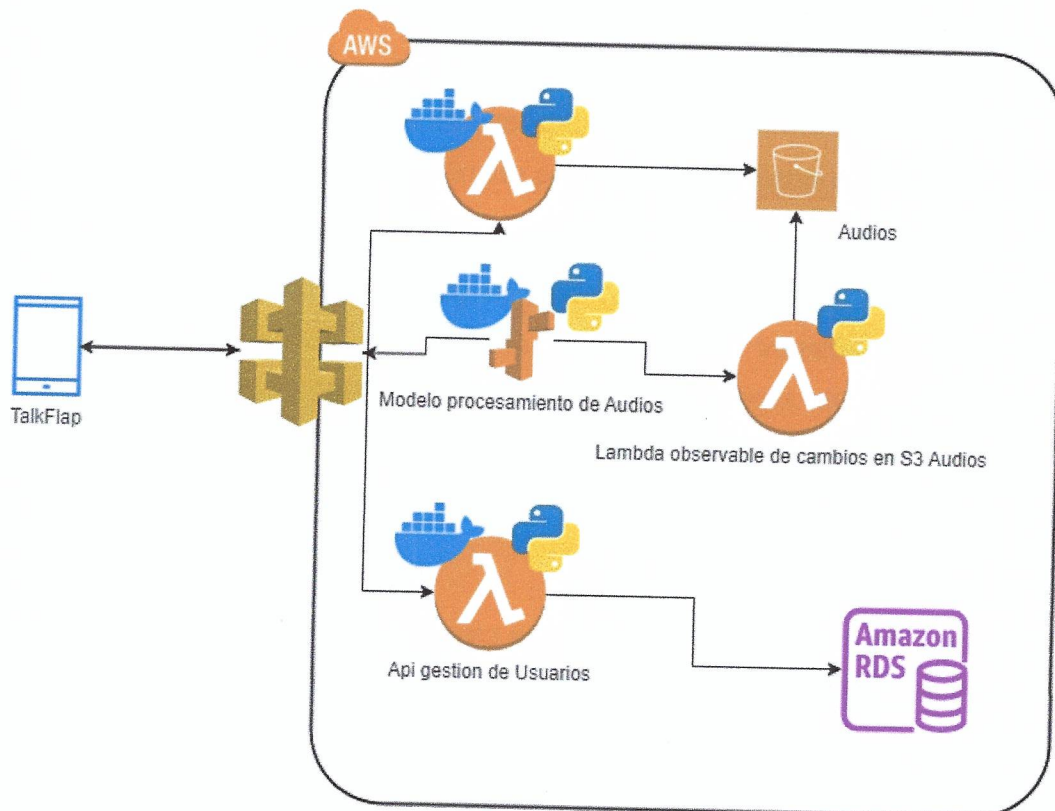 AWS
Audios
TalkFlap
Modelo procesamiento de Audios
Lambda observable de cambios en S3 Audios
Api gestion de Usuarios
Amazon
RDS